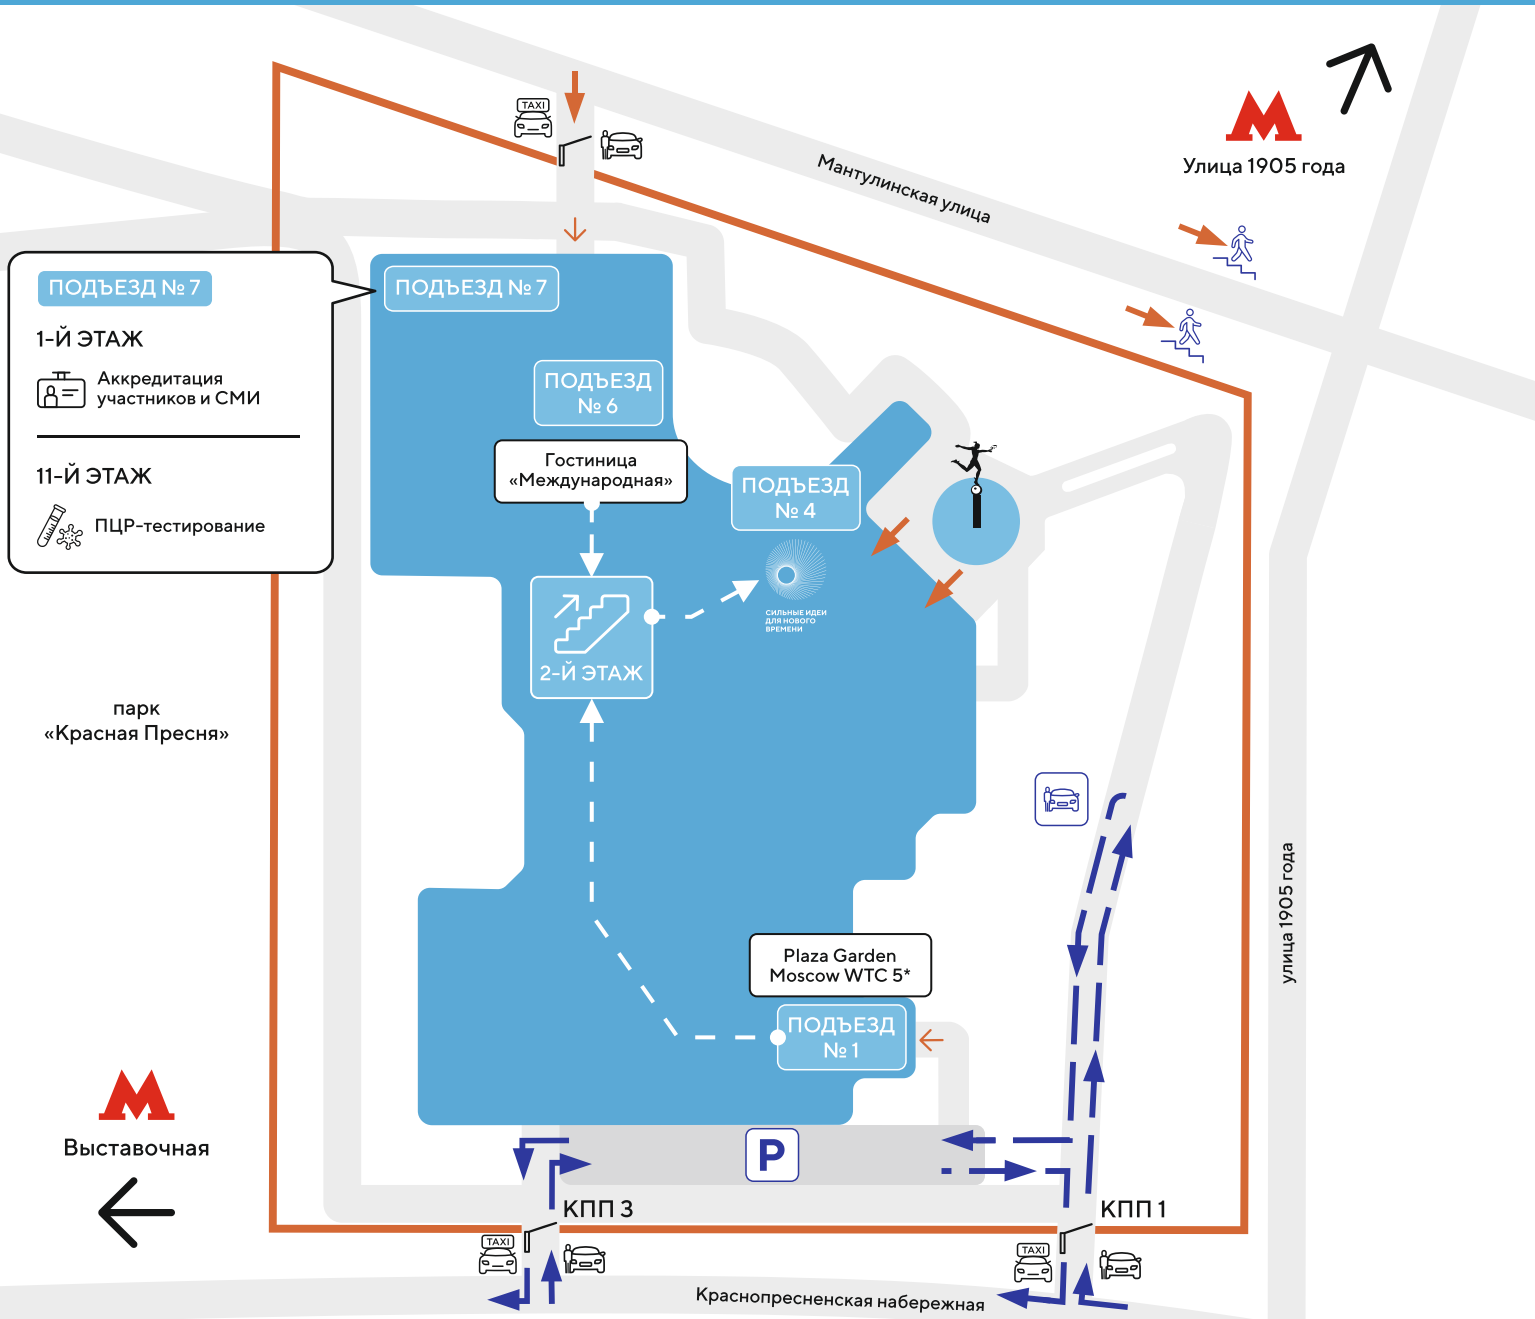 TAXI
Мантулинская улица
Улица 1905 года
ПОДЪЕЗД № 7
1-Й ЭТАЖ
Аккредитация
участников и СМИ
11-Й ЭТАЖ
ПЦР-тестирование
ПОДЪЕЗД № 7
ПОДЪЕЗД
№ 6
Гостиница
«Международная»
ПОДЪЕЗД
№ 4
СИЛЬНЫЕ ИДЕИ
ДЛЯ НОВОГО
ВРЕМЕНИ
2-Й ЭТАЖ
парк
«Красная Пресня»
улица 1905 года
Plaza Garden
Moscow WTC 5*
ПОДЪЕЗД
№ 1
Выставочная
P
КПП 3
КПП 1
TAXI
TAXI
Краснопресненская набережная